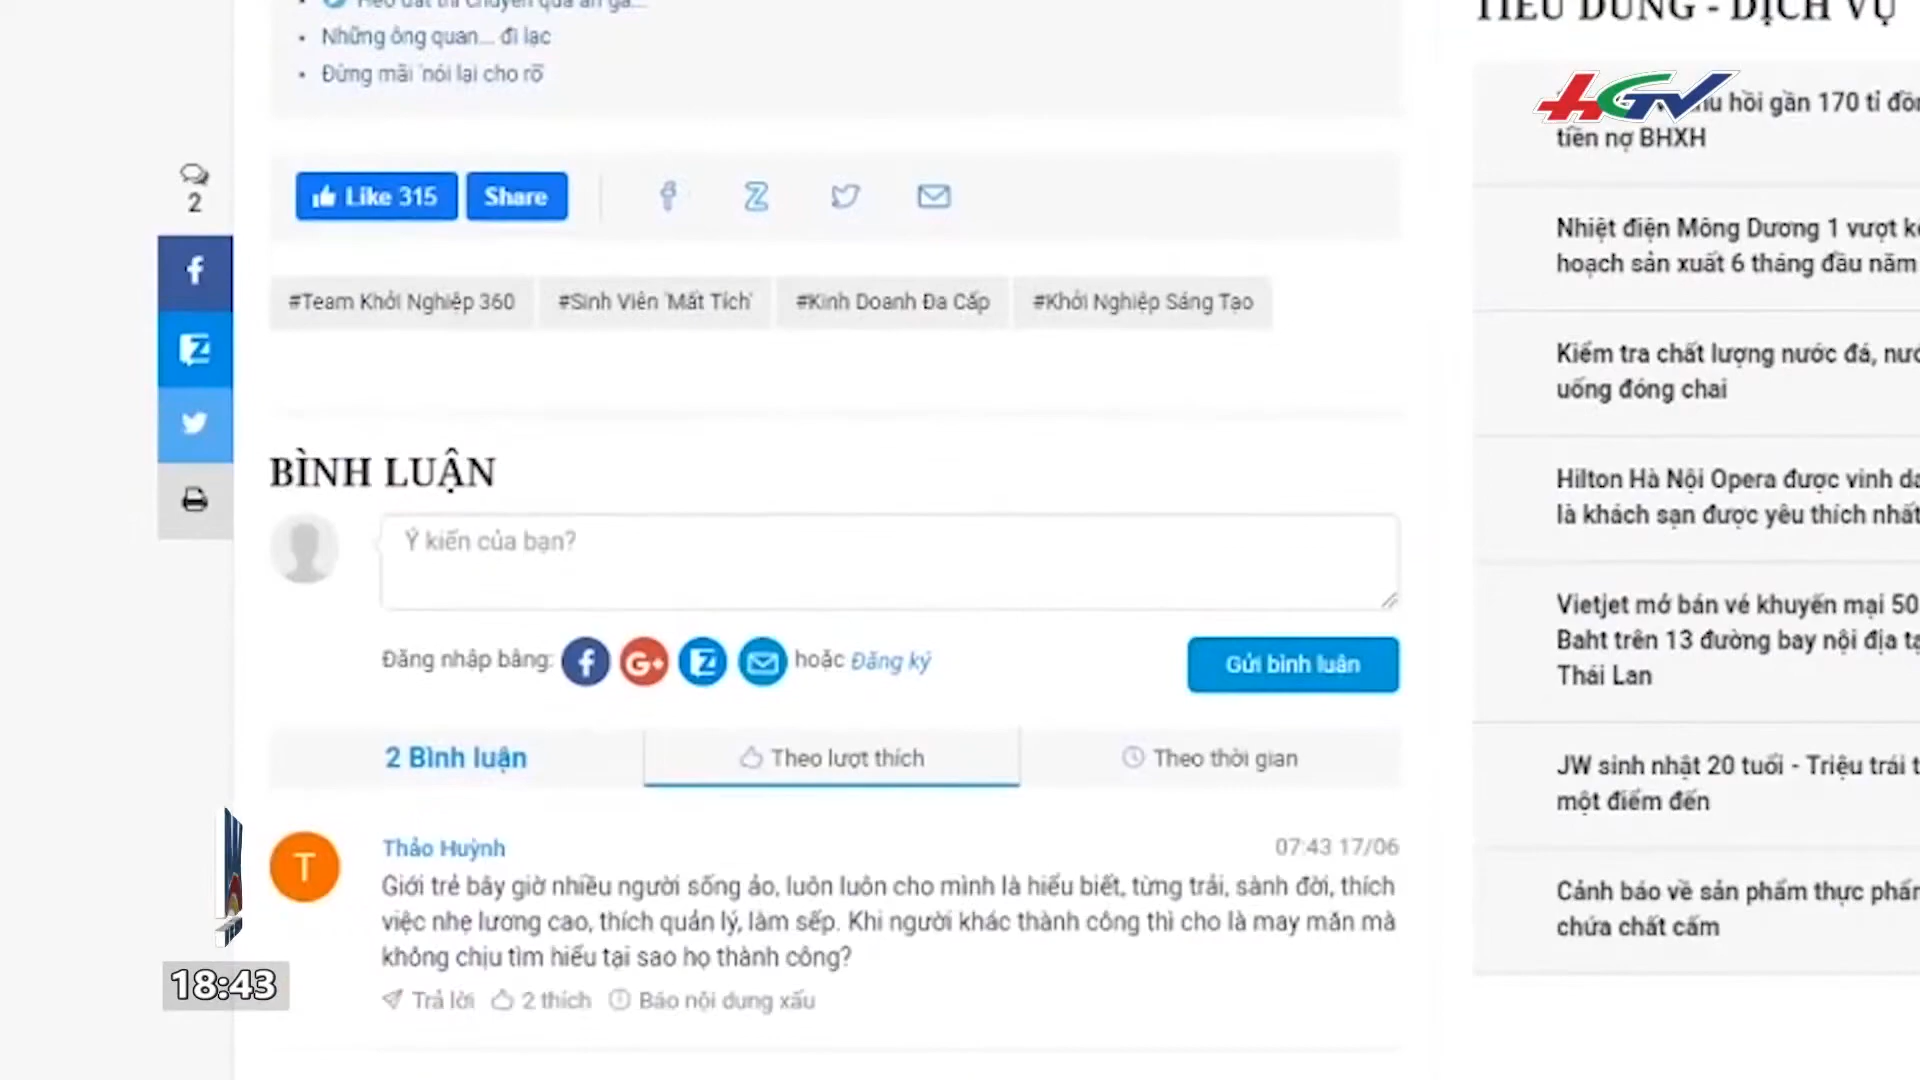 Những ông quan... đi lạc
Đừng mãi 'nói lại cho rõ'
2
Like 315 Share
#Team Khởi Nghiệp 360 #Sinh Viên 'Mất Tích' #Kinh Doanh Đa Cấp #Khởi Nghiệp Sáng Tạo
BÌNH LUẬN
Ý kiến của bạn?
Đăng nhập bằng: hoặc Đăng ký
Gửi bình luận
2 Bình luận Theo lượt thích Theo thời gian
T
Thảo Huỳnh 07:43 17/06
Giới trẻ bây giờ nhiều người sống ảo, luôn luôn cho mình là hiểu biết, từng trải, sành đời, thích
việc nhẹ lương cao, thích quản lý, làm sếp. Khi người khác thành công thì cho là may mắn mà
không chịu tìm hiểu tại sao họ thành công?
Trả lời 2 thích Báo nội dung xấu
18:43
TIÊU DÙNG - DỊCH VỤ
HGV
hồi gần 170 tỉ
tiền nợ BHXH
Nhiệt điện Mông Dương 1 vượt
hoạch sản xuất 6 tháng đầu năm
Kiểm tra chất lượng nước đá,
uống đóng chai
Hilton Hà Nội Opera được vinh
là khách sạn được yêu thích nhất
Vietjet mở bán vé khuyến mại 50
Baht trên 13 đường bay nội địa
Thái Lan
JW sinh nhật 20 tuổi - Triệu trái
một điểm đến
Cảnh báo về sản phẩm thực phẩm
chứa chất cấm